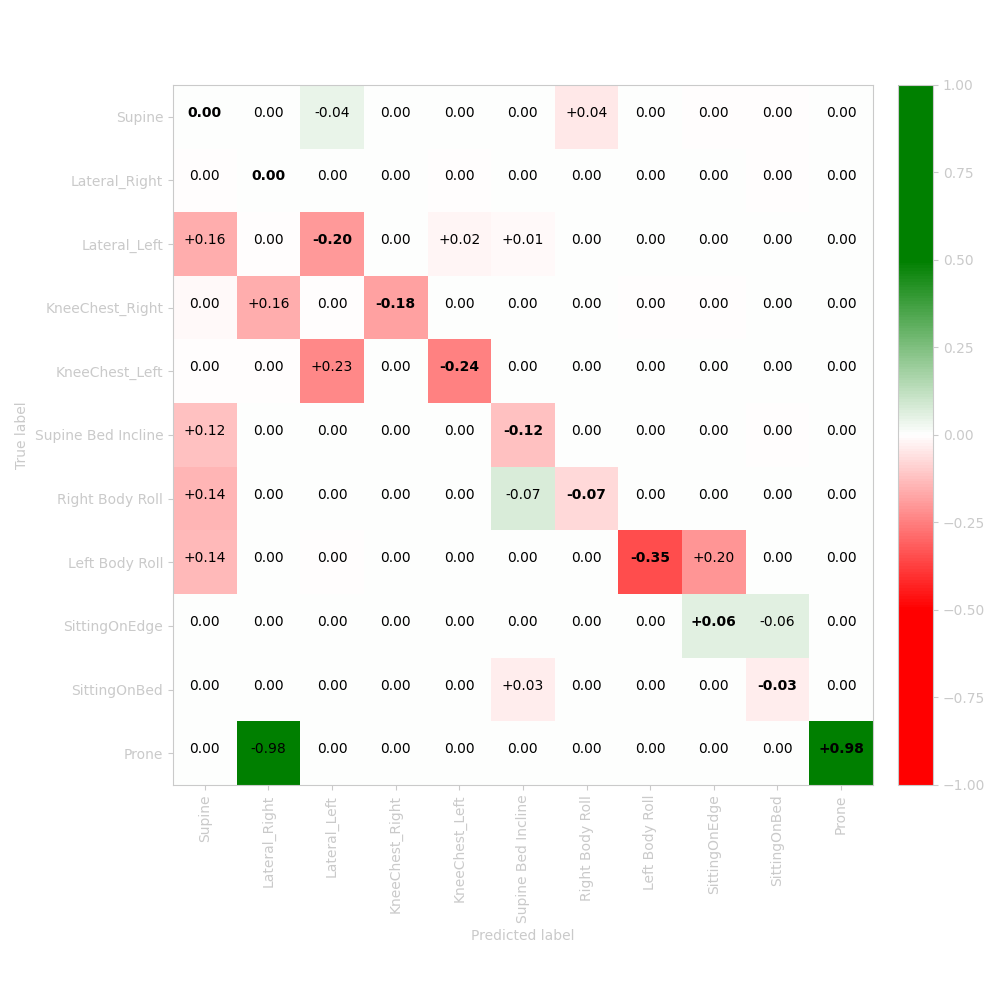 Supine 0.00 0.00 -0.04 0.00 0.00 0.00 +0.04 0.00 0.00 0.00 0.00
Lateral_Right 0.00 0.00 0.00 0.00 0.00 0.00 0.00 0.00 0.00 0.00 0.00
Lateral_Left +0.16 0.00 -0.20 0.00 +0.02 +0.01 0.00 0.00 0.00 0.00 0.00
KneeChest_Right 0.00 +0.16 0.00 -0.18 0.00 0.00 0.00 0.00 0.00 0.00 0.00
KneeChest_Left 0.00 0.00 +0.23 0.00 -0.24 0.00 0.00 0.00 0.00 0.00 0.00
Supine Bed Incline +0.12 0.00 0.00 0.00 0.00 -0.12 0.00 0.00 0.00 0.00 0.00
Right Body Roll +0.14 0.00 0.00 0.00 0.00 -0.07 -0.07 0.00 0.00 0.00 0.00
Left Body Roll +0.14 0.00 0.00 0.00 0.00 0.00 0.00 -0.35 +0.20 0.00 0.00
SittingOnEdge 0.00 0.00 0.00 0.00 0.00 0.00 0.00 0.00 +0.06 -0.06 0.00
SittingOnBed 0.00 0.00 0.00 0.00 0.00 +0.03 0.00 0.00 0.00 -0.03 0.00
Prone 0.00 -0.98 0.00 0.00 0.00 0.00 0.00 0.00 0.00 0.00 +0.98
True label
Supine
Lateral_Right
Lateral_Left
KneeChest_Right
KneeChest_Left
Supine Bed Incline
Right Body Roll
Left Body Roll
SittingOnEdge
SittingOnBed
Prone
Predicted label
1.00
0.75
0.50
0.25
0.00
−0.25
−0.50
−0.75
−1.00